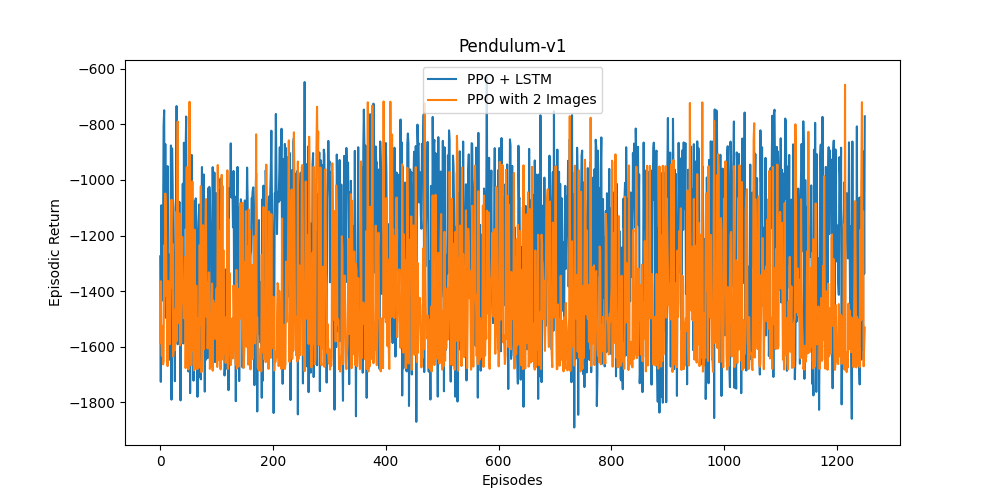 Pendulum-v1
PPO + LSTM
PPO with 2 Images
−600
−800
−1000
−1200
−1400
−1600
−1800
Episodic Return
0 200 400 600 800 1000 1200
Episodes